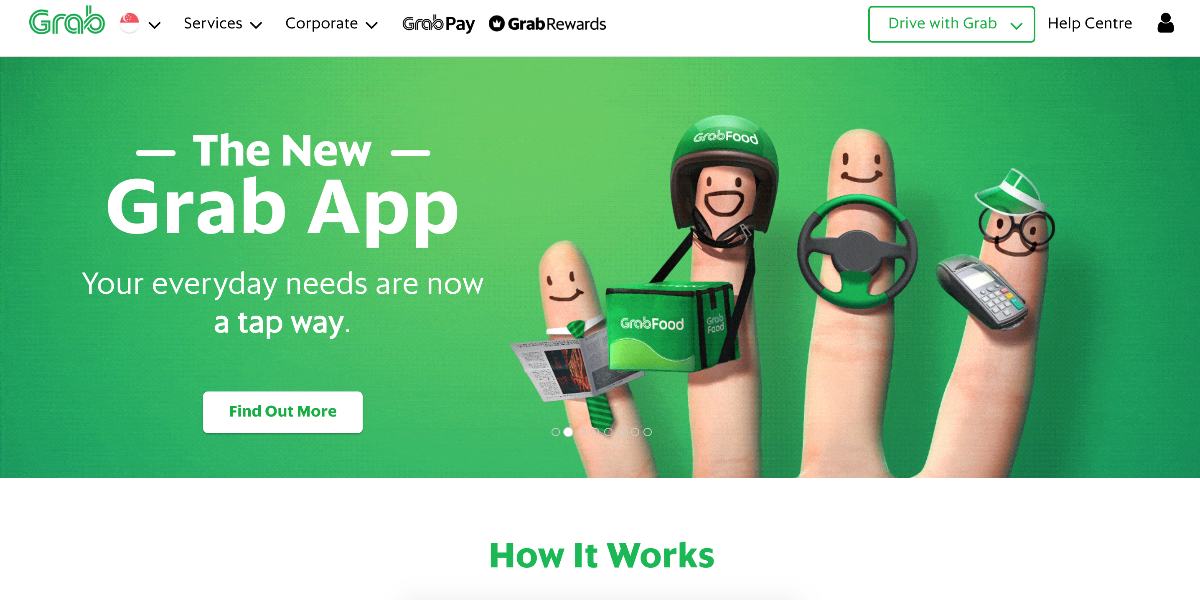 Grab
Services
Corporate
GrabPay
GrabRewards
Drive with Grab
Help Centre
The New
Grab App
Your everyday needs are now
a tap way.
Find Out More
GrabFood
GrabFood
Grab
Food
How It Works